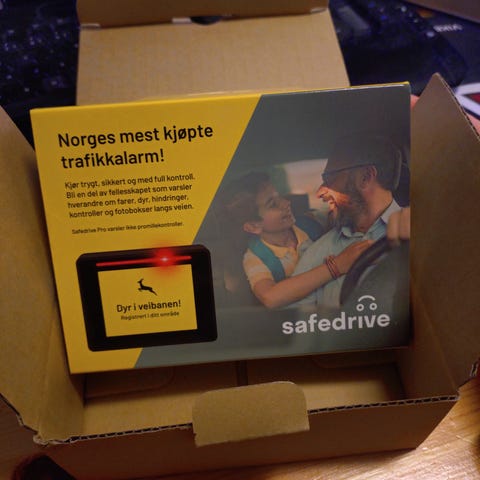 Norges mest kjøpte
trafikkalarm!
Kjør trygt, sikkert og med full kontroll.
Bli en del av fellesskapet som varsler
hverandre om farer, dyr, hindringer,
kontroller og fotobokser langs veien.
Safedrive Pro varsler ikke promillekontroller.
Dyr i veibanen!
Registrert i ditt område
safedrive